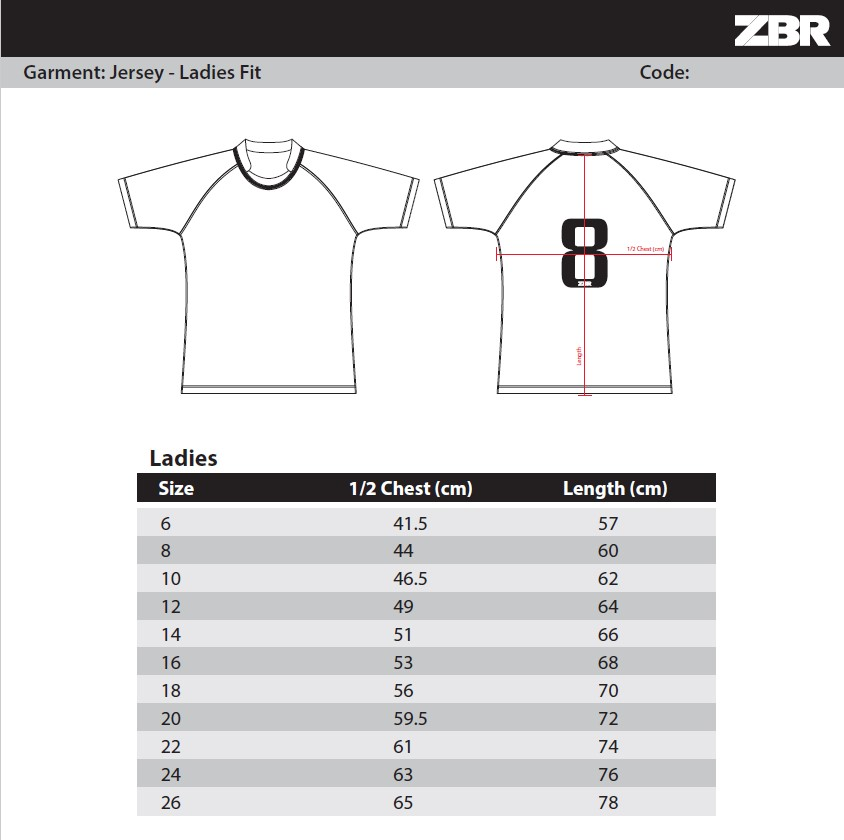 ZBR
Garment: Jersey - Ladies Fit Code:
8
1/2 Chest (cm)
Length
Ladies
Size 1/2 Chest (cm) Length (cm)
6 41.5 57
8 44 60
10 46.5 62
12 49 64
14 51 66
16 53 68
18 56 70
20 59.5 72
22 61 74
24 63 76
26 65 78